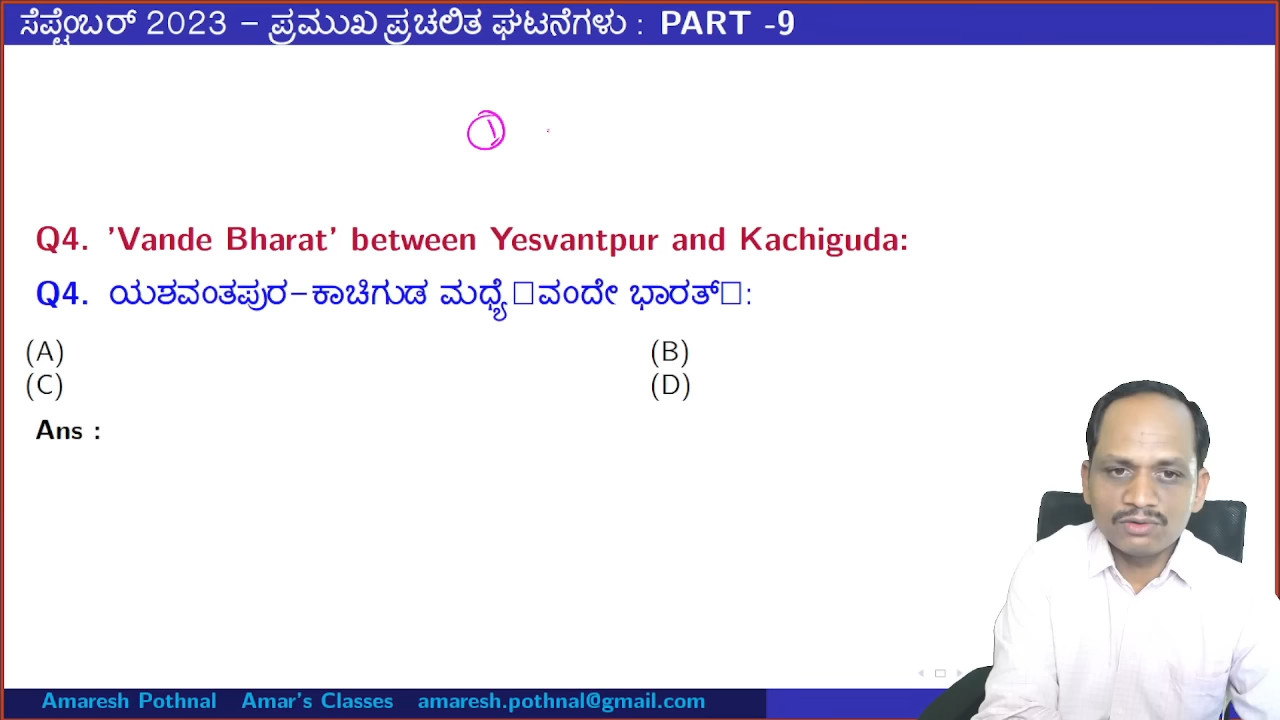 ಸೆಪ್ಟೆಂಬರ್ 2023 – ಪ್ರಮುಖ ಪ್ರಚಲಿತ ಘಟನೆಗಳು : PART -9
1
Q4. 'Vande Bharat' between Yesvantpur and Kachiguda:
Q4. ಯಶವಂತಪುರ–ಕಾಚಿಗುಡ ಮಧ್ಯೆ □ವಂದೇ ಭಾರತ್□:
(A) (B)
(C) (D)
Ans :
Amaresh Pothnal Amar's Classes amaresh.pothnal@gmail.com